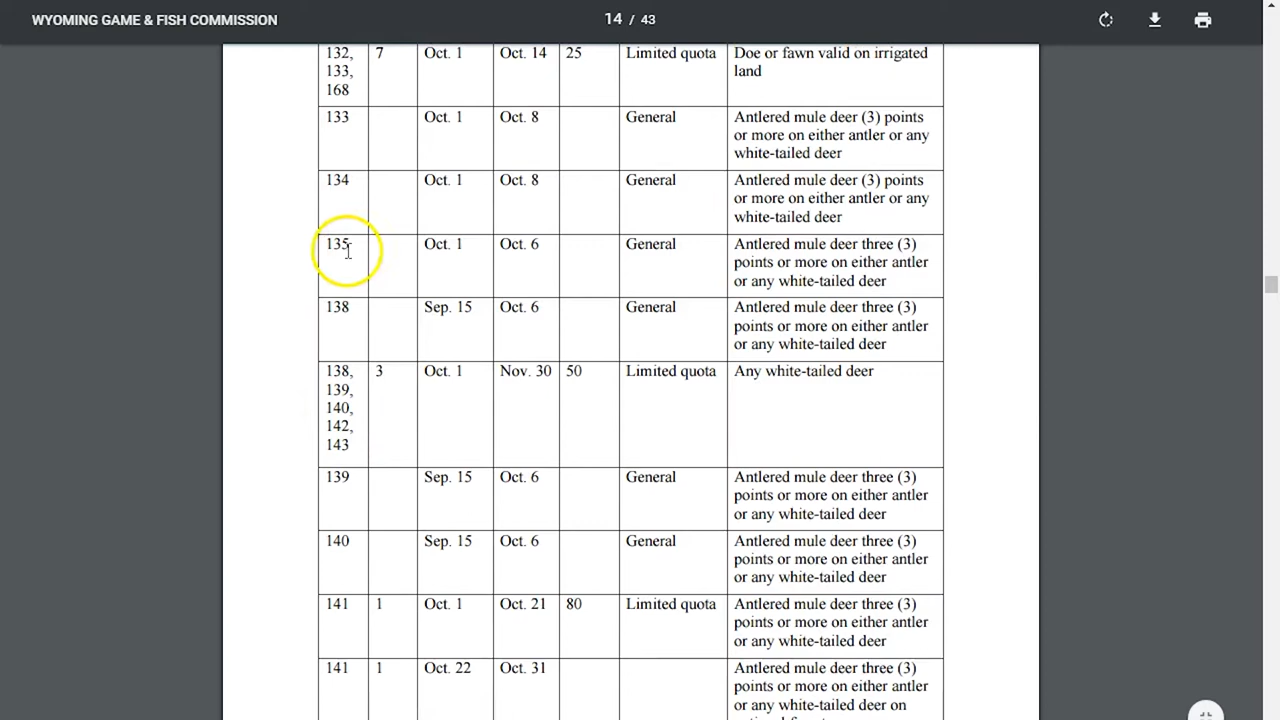 WYOMING GAME & FISH COMMISSION
14 / 43
132, 7 Oct. 1 Oct. 14 25 Limited quota Doe or fawn valid on irrigated
133, land
168
133 Oct. 1 Oct. 8 General Antlered mule deer (3) points
or more on either antler or any
white-tailed deer
134 Oct. 1 Oct. 8 General Antlered mule deer (3) points
or more on either antler or any
white-tailed deer
135 Oct. 1 Oct. 6 General Antlered mule deer three (3)
points or more on either antler
or any white-tailed deer
138 Sep. 15 Oct. 6 General Antlered mule deer three (3)
points or more on either antler
or any white-tailed deer
138, 3 Oct. 1 Nov. 30 50 Limited quota Any white-tailed deer
139,
140,
142,
143
139 Sep. 15 Oct. 6 General Antlered mule deer three (3)
points or more on either antler
or any white-tailed deer
140 Sep. 15 Oct. 6 General Antlered mule deer three (3)
points or more on either antler
or any white-tailed deer
141 1 Oct. 1 Oct. 21 80 Limited quota Antlered mule deer three (3)
points or more on either antler
or any white-tailed deer
141 1 Oct. 22 Oct. 31 Antlered mule deer three (3)
points or more on either antler
or any white-tailed deer on